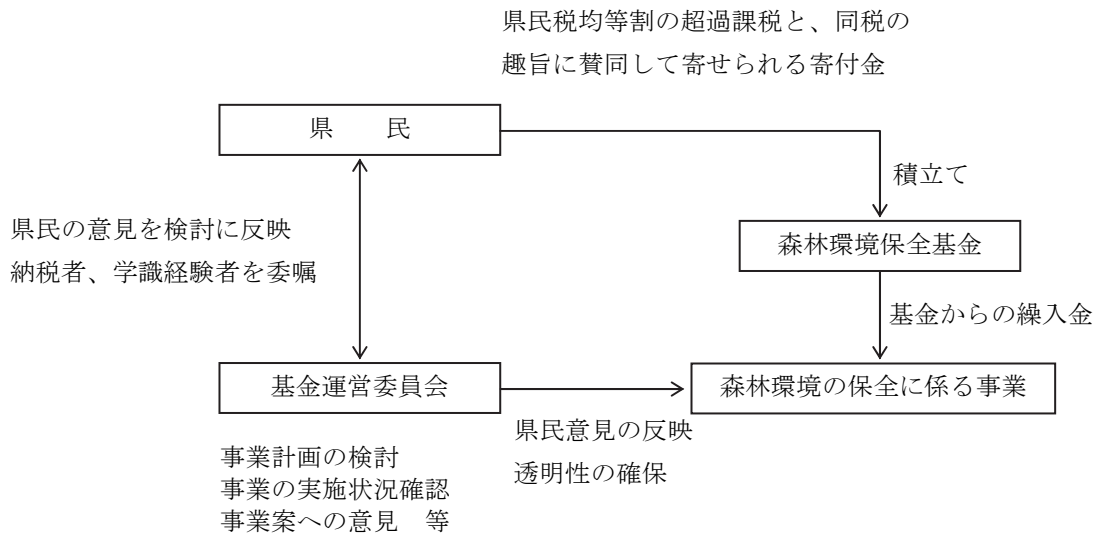 県民税均等割の超過課税と、同税の
趣旨に賛同して寄せられる寄付金
県　　民
積立て
県民の意見を検討に反映
納税者、学識経験者を委嘱
森林環境保全基金
基金からの繰入金
基金運営委員会
森林環境の保全に係る事業
県民意見の反映
透明性の確保
事業計画の検討
事業の実施状況確認
事業案への意見　等